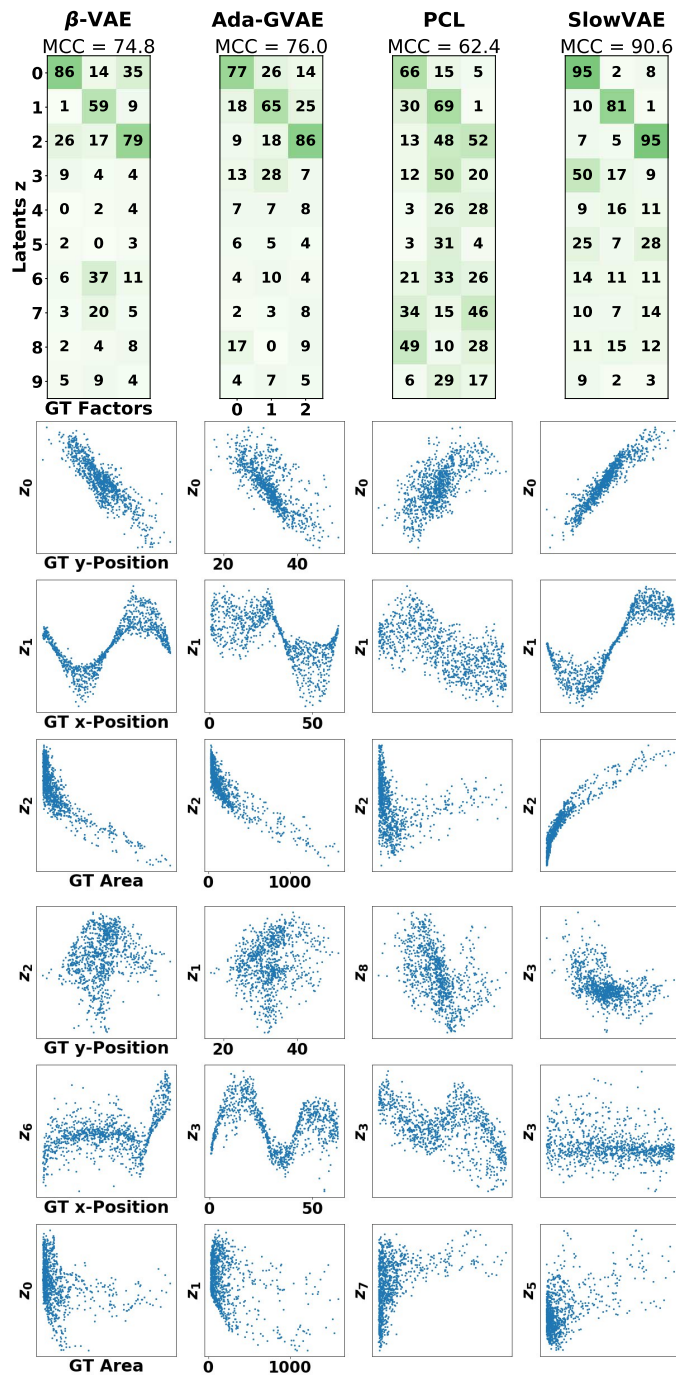 β-VAE Ada-GVAE PCL SlowVAE
MCC = 74.8 MCC = 76.0 MCC = 62.4 MCC = 90.6
Latents z
0 86 14 35 77 26 14 66 15 5 95 2 8
1 1 59 9 18 65 25 30 69 1 10 81 1
2 26 17 79 9 18 86 13 48 52 7 5 95
3 9 4 4 13 28 7 12 50 20 50 17 9
4 0 2 4 7 7 8 3 26 28 9 16 11
5 2 0 3 6 5 4 3 31 4 25 7 28
6 6 37 11 4 10 4 21 33 26 14 11 11
7 3 20 5 2 3 8 34 15 46 10 7 14
8 2 4 8 17 0 9 49 10 28 11 15 12
9 5 9 4 4 7 5 6 29 17 9 2 3
GT Factors 0 1 2
z0 z0 z0 z0
GT y-Position 20 40
z1 z1 z1 z1
GT x-Position 0 50
z2 z2 z2 z2
GT Area 0 1000
z2 z1 z8 z3
GT y-Position 20 40
z6 z3 z3 z3
GT x-Position 0 50
z0 z1 z7 z5
GT Area 0 1000